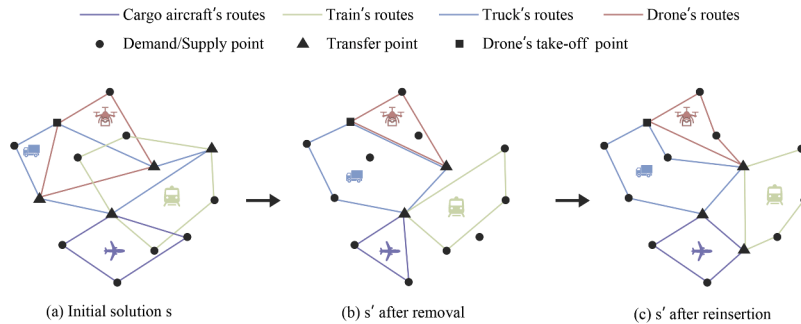 Cargo aircraft's routes Train's routes Truck's routes Drone's routes
Demand/Supply point Transfer point Drone's take-off point
(a) Initial solution s (b) s′ after removal (c) s′ after reinsertion